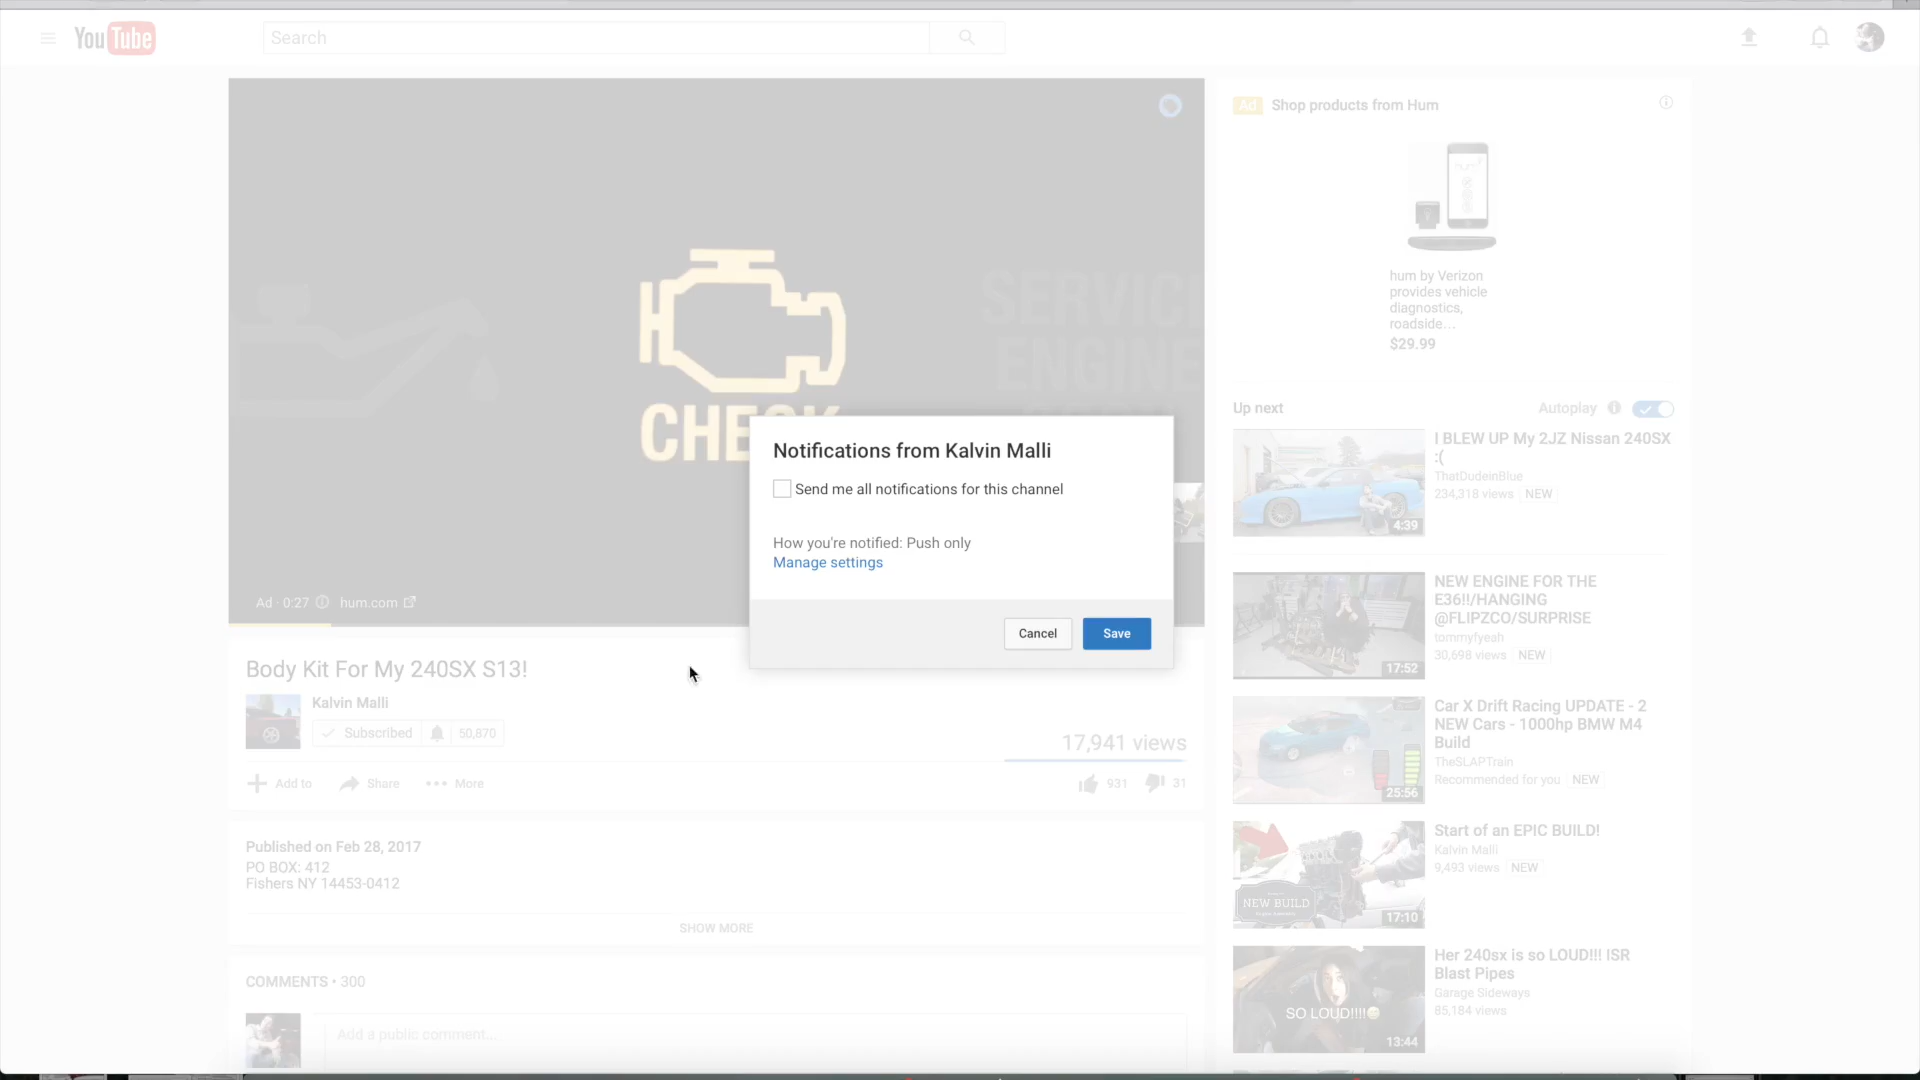 YouTube
Search
SERVICE
ENGINE
CHECK
Notifications from Kalvin Malli
Send me all notifications for this channel
How you're notified: Push only
Manage settings
Cancel
Save
Ad · 0:27
hum.com
Body Kit For My 240SX S13!
Kalvin Malli
Subscribed
50,870
17,941 views
Add to
Share
More
931
31
Published on Feb 28, 2017
PO BOX: 412
Fishers NY 14453-0412
SHOW MORE
COMMENTS • 300
Add a public comment...
Ad
Shop products from Hum
hum by Verizon
provides vehicle
diagnostics,
roadside...
$29.99
Up next
Autoplay
I BLEW UP My 2JZ Nissan 240SX
:(
ThatDudeinBlue
234,318 views NEW
4:39
NEW ENGINE FOR THE
E36!!/HANGING
@FLIPZCO/SURPRISE
tommyfyeah
30,698 views NEW
17:52
Car X Drift Racing UPDATE - 2
NEW Cars - 1000hp BMW M4
Build
TheSLAPTrain
Recommended for you NEW
25:56
Start of an EPIC BUILD!
Kalvin Malli
9,493 views NEW
NEW BUILD
17:10
Her 240sx is so LOUD!!! ISR
Blast Pipes
Garage Sideways
85,184 views
SO LOUD!!!!
13:44